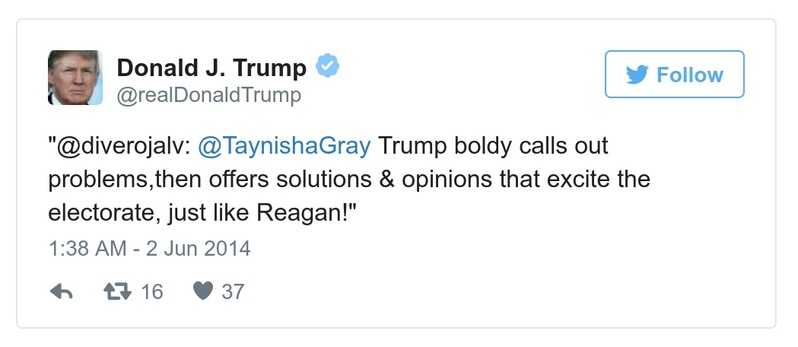 Donald J. Trump
@realDonaldTrump
Follow
"@diverojalv: @TaynishaGray Trump boldy calls out
problems,then offers solutions & opinions that excite the
electorate, just like Reagan!"
1:38 AM - 2 Jun 2014
16 37